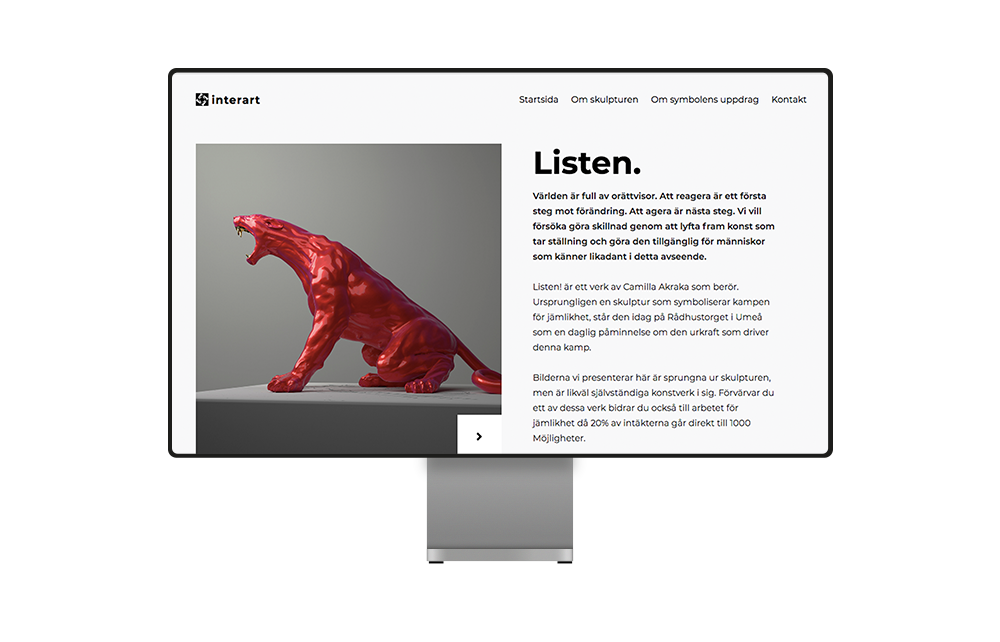 interart
Startsida Om skulpturen Om symbolens uppdrag Kontakt
Listen.
Världen är full av orättvisor. Att reagera är ett första
steg mot förändring. Att agera är nästa steg. Vi vill
försöka göra skillnad genom att lyfta fram konst som
tar ställning och göra den tillgänglig för människor
som känner likadant i detta avseende.
Listen! är ett verk av Camilla Akraka som berör.
Ursprungligen en skulptur som symboliserar kampen
för jämlikhet, står den idag på Rådhustorget i Umeå
som en daglig påminnelse om den urkraft som driver
denna kamp.
Bilderna vi presenterar här är sprungna ur skulpturen,
men är likväl självständiga konstverk i sig. Förvärvar du
ett av dessa verk bidrar du också till arbetet för
jämlikhet då 20% av intäkterna går direkt till 1000
Möjligheter.